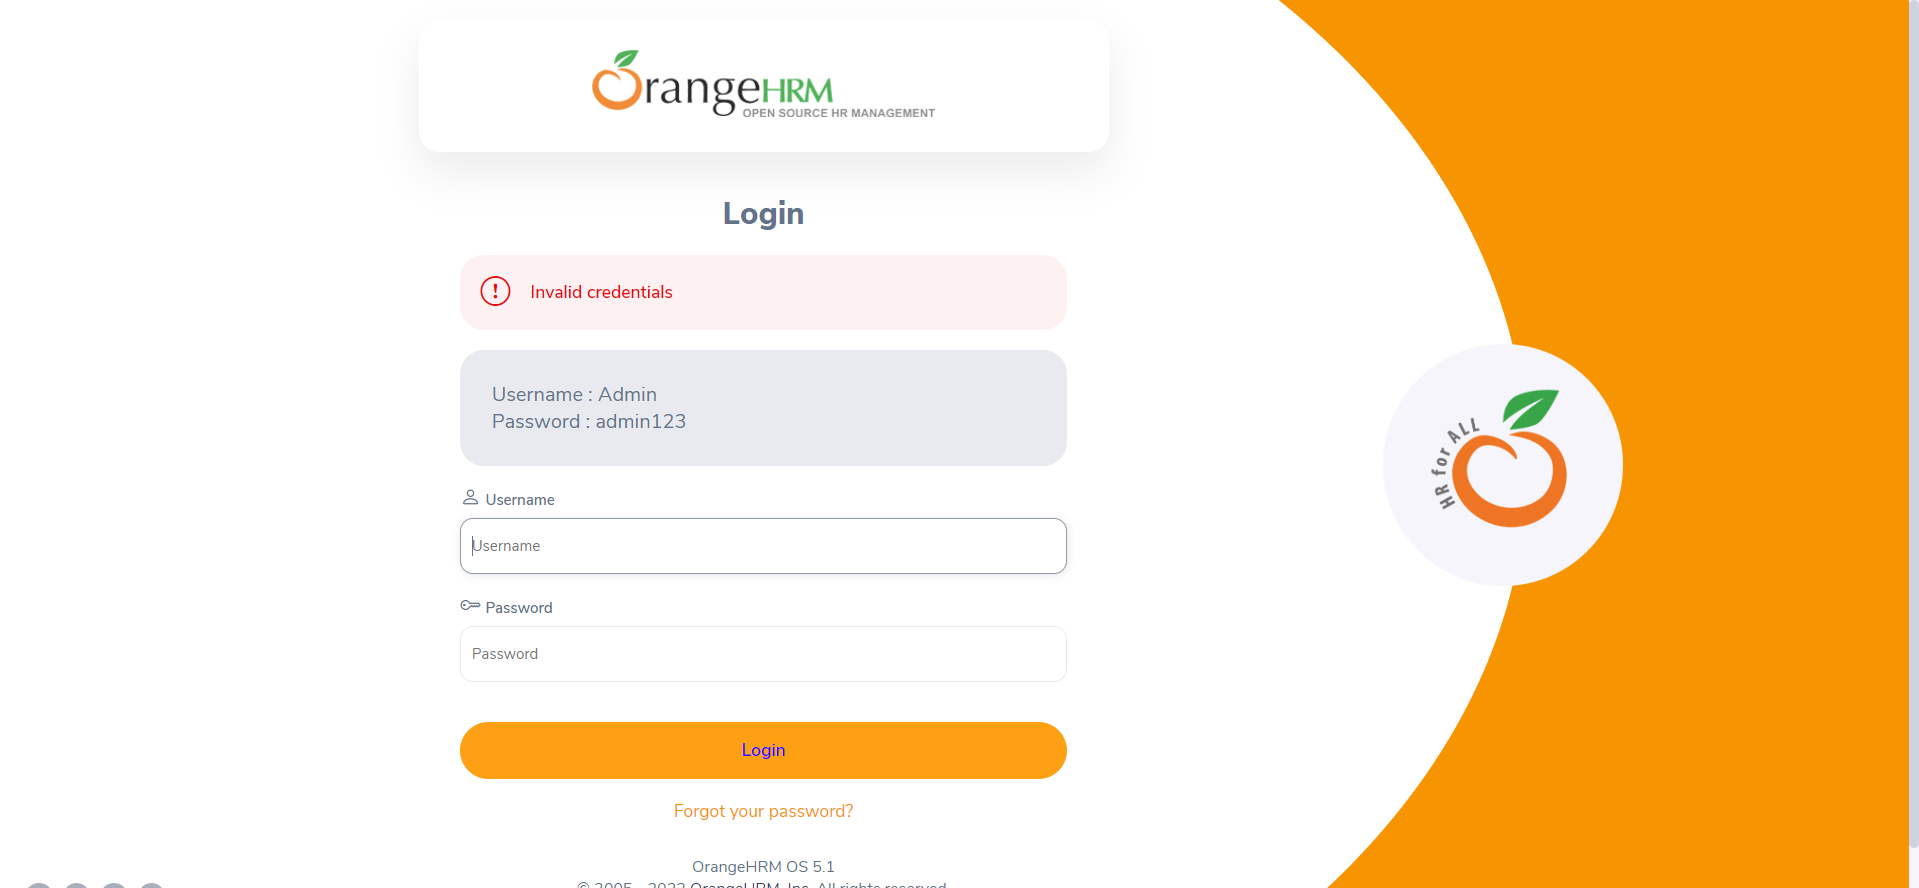 OrangeHRM
OPEN SOURCE HR MANAGEMENT
Login
Invalid credentials
Username : Admin
Password : admin123
Username
Username
Password
Password
Login
Forgot your password?
OrangeHRM OS 5.1
© 2005 - 2022 OrangeHRM, Inc. All rights reserved.
HR for ALL